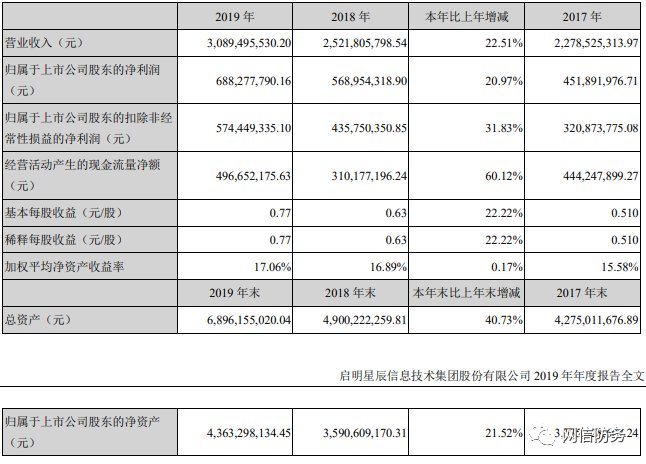 2019 年 2018 年 本年比上年增减 2017 年
营业收入（元） 3,089,495,530.20 2,521,805,798.54 22.51% 2,278,525,313.97
归属于上市公司股东的净利润
（元） 688,277,790.16 568,954,318.90 20.97% 451,891,976.71
归属于上市公司股东的扣除非经
常性损益的净利润（元） 574,449,335.10 435,750,350.85 31.83% 320,873,775.08
经营活动产生的现金流量净额
（元） 496,652,175.63 310,177,196.24 60.12% 444,247,899.27
基本每股收益（元/股） 0.77 0.63 22.22% 0.510
稀释每股收益（元/股） 0.77 0.63 22.22% 0.510
加权平均净资产收益率 17.06% 16.89% 0.17% 15.58%
2019 年末 2018 年末 本年末比上年末增减 2017 年末
总资产（元） 6,896,155,020.04 4,900,222,259.81 40.73% 4,275,011,676.89
启明星辰信息技术集团股份有限公司 2019 年年度报告全文
归属于上市公司股东的净资产
（元） 4,363,298,134.45 3,590,609,170.31 21.52%
网信防务